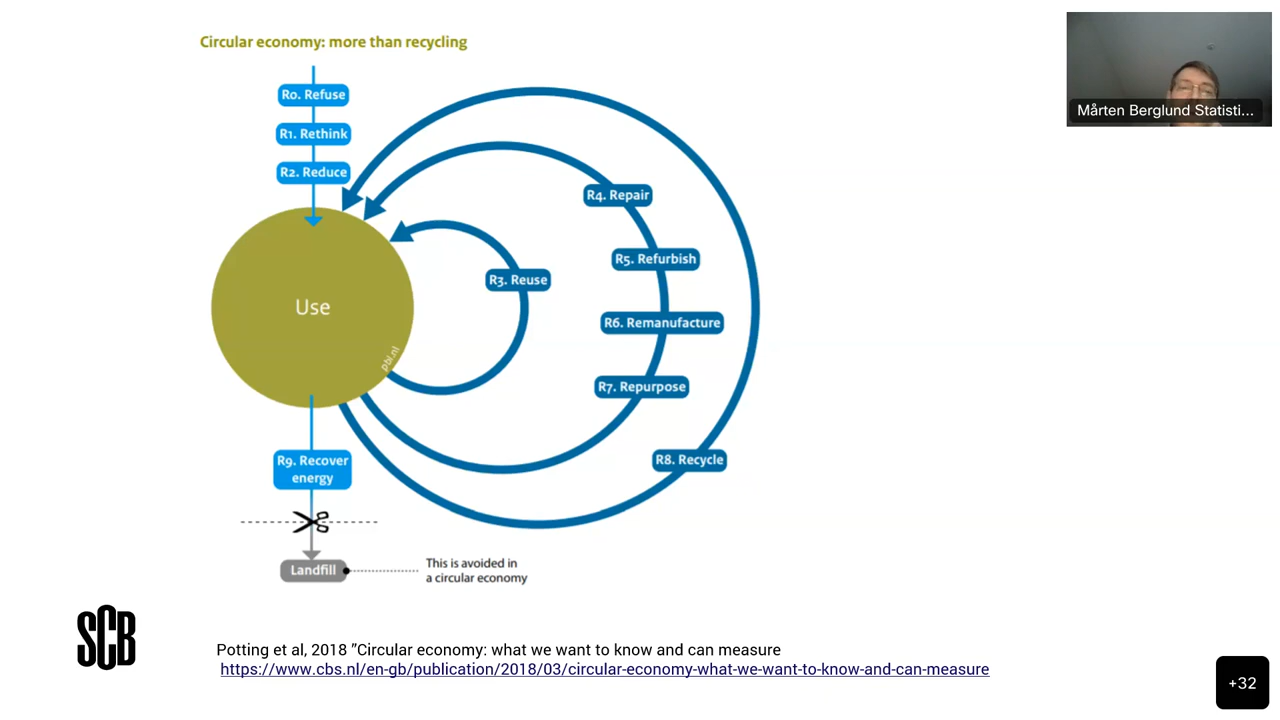 Circular economy: more than recycling
Mårten Berglund Statisti...
R0. Refuse
R1. Rethink
R2. Reduce
R4. Repair
R5. Refurbish
R3. Reuse
Use
R6. Remanufacture
pbl.nl
R7. Repurpose
R9. Recover
energy
R8. Recycle
Landfill
This is avoided in
a circular economy
SCB
Potting et al, 2018 ”Circular economy: what we want to know and can measure
https://www.cbs.nl/en-gb/publication/2018/03/circular-economy-what-we-want-to-know-and-can-measure
+32